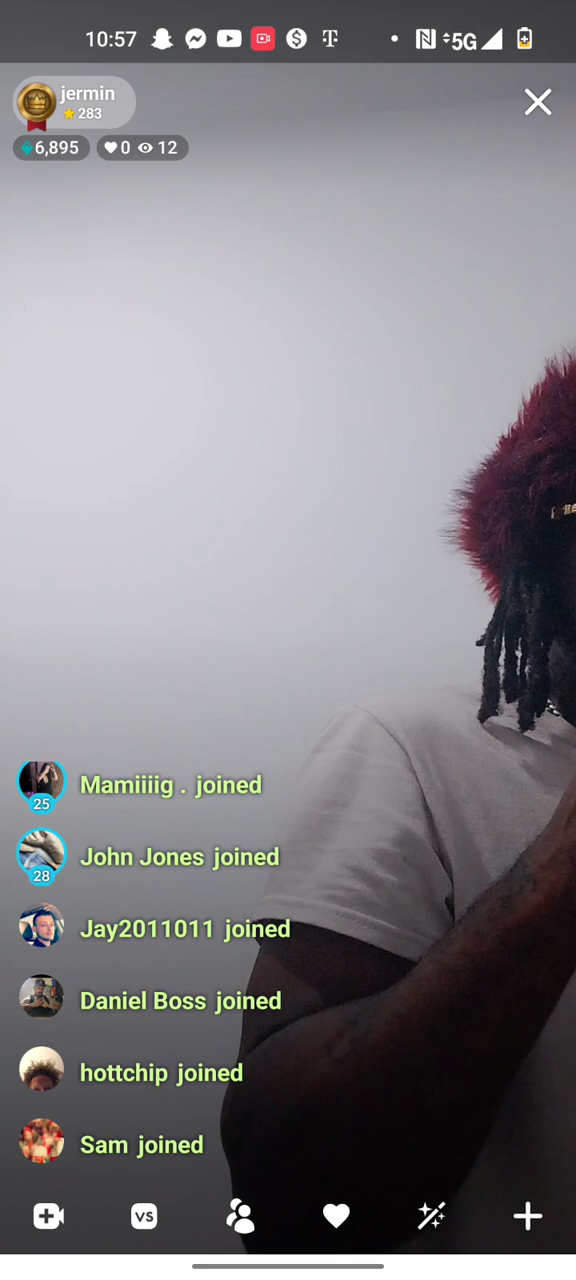 10:57
5G
jermin
283
6,895
0
12
Mamiiiig . joined
25
John Jones joined
28
Jay2011011 joined
Daniel Boss joined
hottchip joined
Sam joined
VS